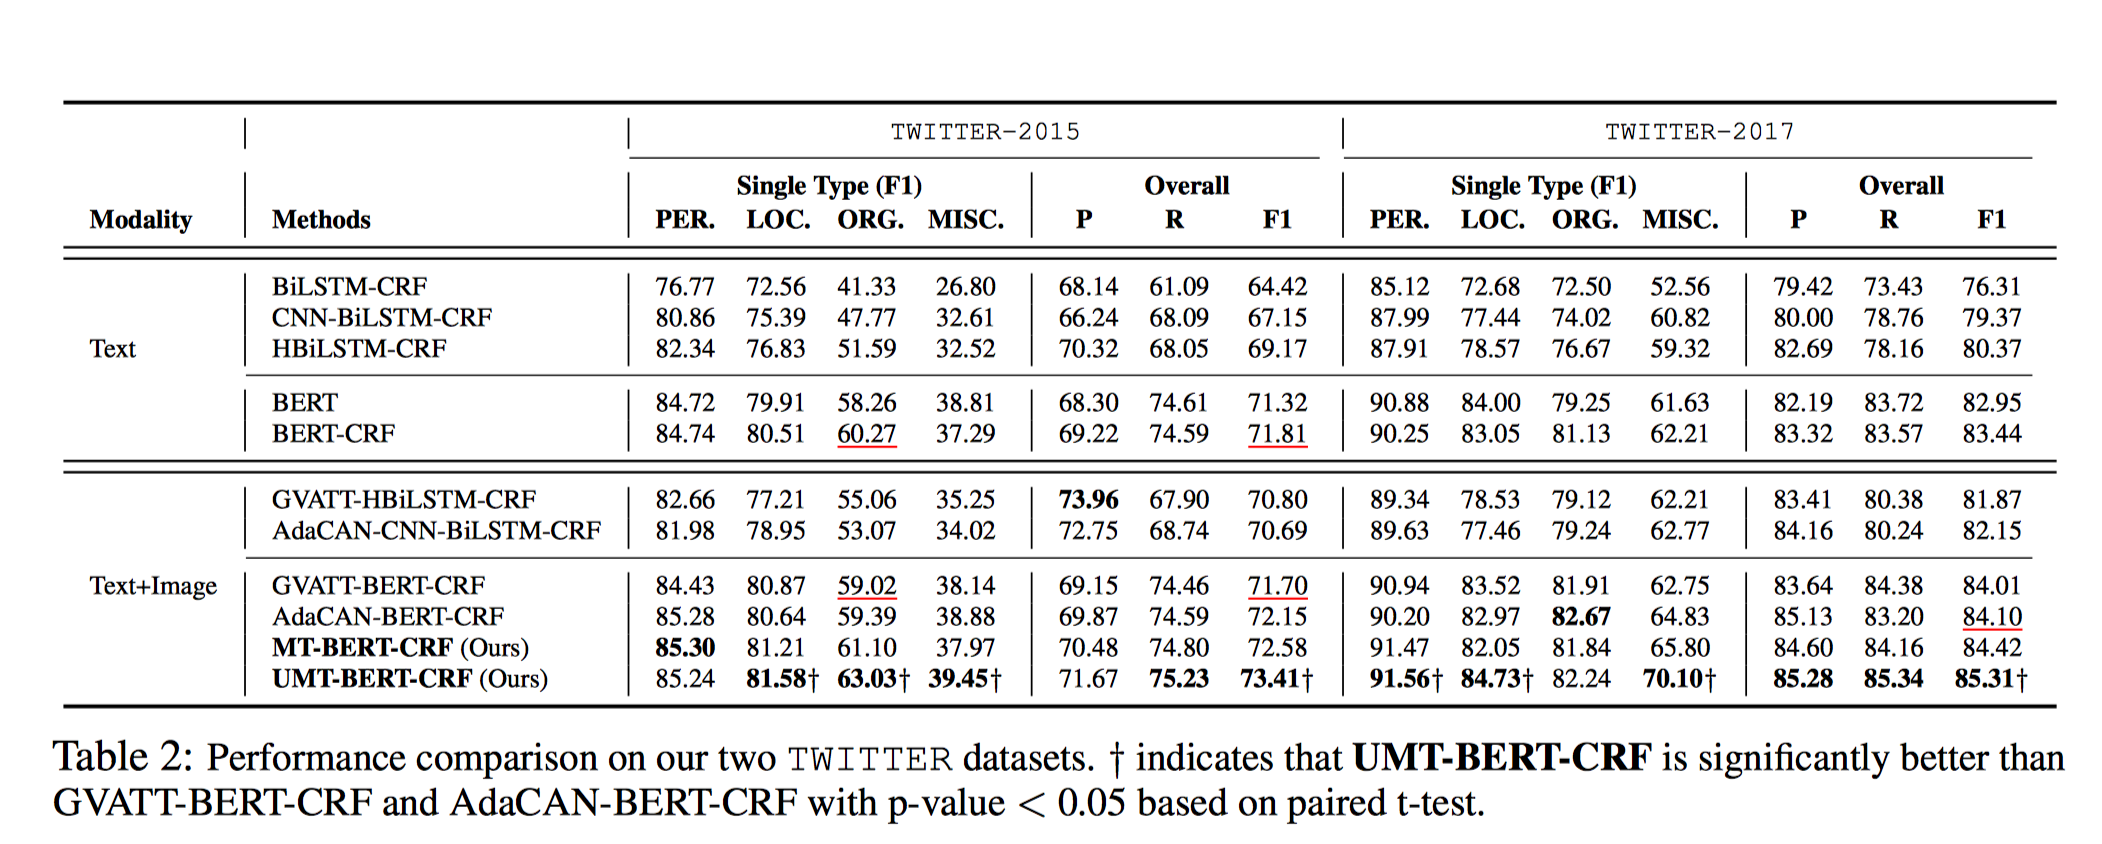 TWITTER-2015 TWITTER-2017
Single Type (F1) Overall Single Type (F1) Overall
Modality Methods PER. LOC. ORG. MISC. P R F1 PER. LOC. ORG. MISC. P R F1
BiLSTM-CRF 76.77 72.56 41.33 26.80 68.14 61.09 64.42 85.12 72.68 72.50 52.56 79.42 73.43 76.31
CNN-BiLSTM-CRF 80.86 75.39 47.77 32.61 66.24 68.09 67.15 87.99 77.44 74.02 60.82 80.00 78.76 79.37
Text HBiLSTM-CRF 82.34 76.83 51.59 32.52 70.32 68.05 69.17 87.91 78.57 76.67 59.32 82.69 78.16 80.37
BERT 84.72 79.91 58.26 38.81 68.30 74.61 71.32 90.88 84.00 79.25 61.63 82.19 83.72 82.95
BERT-CRF 84.74 80.51 60.27 37.29 69.22 74.59 71.81 90.25 83.05 81.13 62.21 83.32 83.57 83.44
GVATT-HBiLSTM-CRF 82.66 77.21 55.06 35.25 73.96 67.90 70.80 89.34 78.53 79.12 62.21 83.41 80.38 81.87
AdaCAN-CNN-BiLSTM-CRF 81.98 78.95 53.07 34.02 72.75 68.74 70.69 89.63 77.46 79.24 62.77 84.16 80.24 82.15
Text+Image GVATT-BERT-CRF 84.43 80.87 59.02 38.14 69.15 74.46 71.70 90.94 83.52 81.91 62.75 83.64 84.38 84.01
AdaCAN-BERT-CRF 85.28 80.64 59.39 38.88 69.87 74.59 72.15 90.20 82.97 82.67 64.83 85.13 83.20 84.10
MT-BERT-CRF (Ours) 85.30 81.21 61.10 37.97 70.48 74.80 72.58 91.47 82.05 81.84 65.80 84.60 84.16 84.42
UMT-BERT-CRF (Ours) 85.24 81.58† 63.03† 39.45† 71.67 75.23 73.41† 91.56† 84.73† 82.24 70.10† 85.28 85.34 85.31†
Table 2: Performance comparison on our two TWITTER datasets. † indicates that UMT-BERT-CRF is significantly better than
GVATT-BERT-CRF and AdaCAN-BERT-CRF with p-value < 0.05 based on paired t-test.